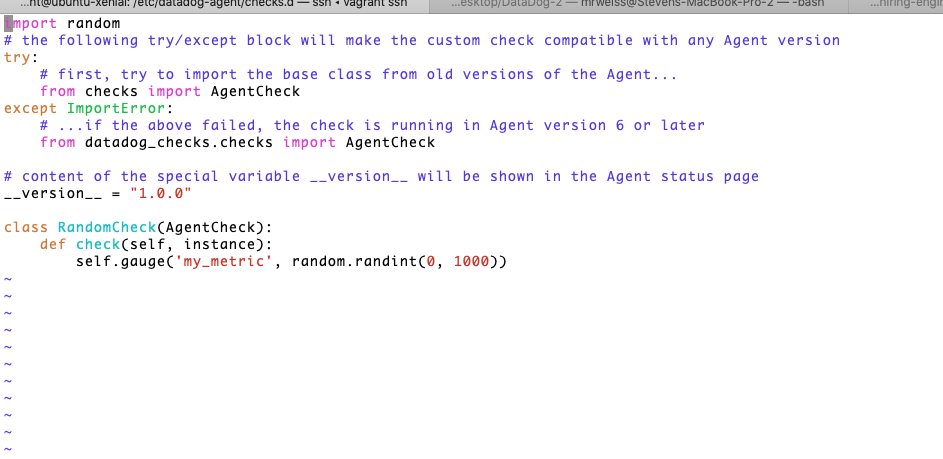 ...nt@ubuntu-xenial: /etc/datadog-agent/checks.d — ssh ◂ vagrant ssh
...esktop/DataDog-2 — mrweiss@Stevens-MacBook-Pro-2 — -bash
...hiring-engi
import random
# the following try/except block will make the custom check compatible with any Agent version
try:
    # first, try to import the base class from old versions of the Agent...
    from checks import AgentCheck
except ImportError:
    # ...if the above failed, the check is running in Agent version 6 or later
    from datadog_checks.checks import AgentCheck

# content of the special variable __version__ will be shown in the Agent status page
__version__ = "1.0.0"

class RandomCheck(AgentCheck):
    def check(self, instance):
        self.gauge('my_metric', random.randint(0, 1000))
~
~
~
~
~
~
~
~
~
~
~